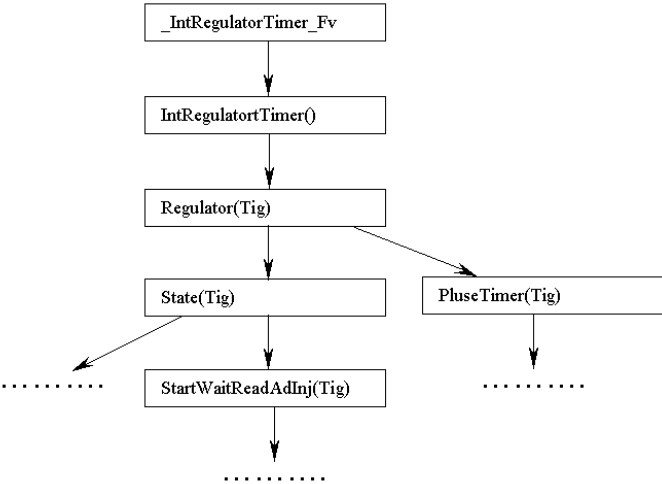 _IntRegulatorTimer_Fv
IntRegulatortTimer()
Regulator(Tig)
State(Tig)
PluseTimer(Tig)
StartWaitReadAdInj(Tig)